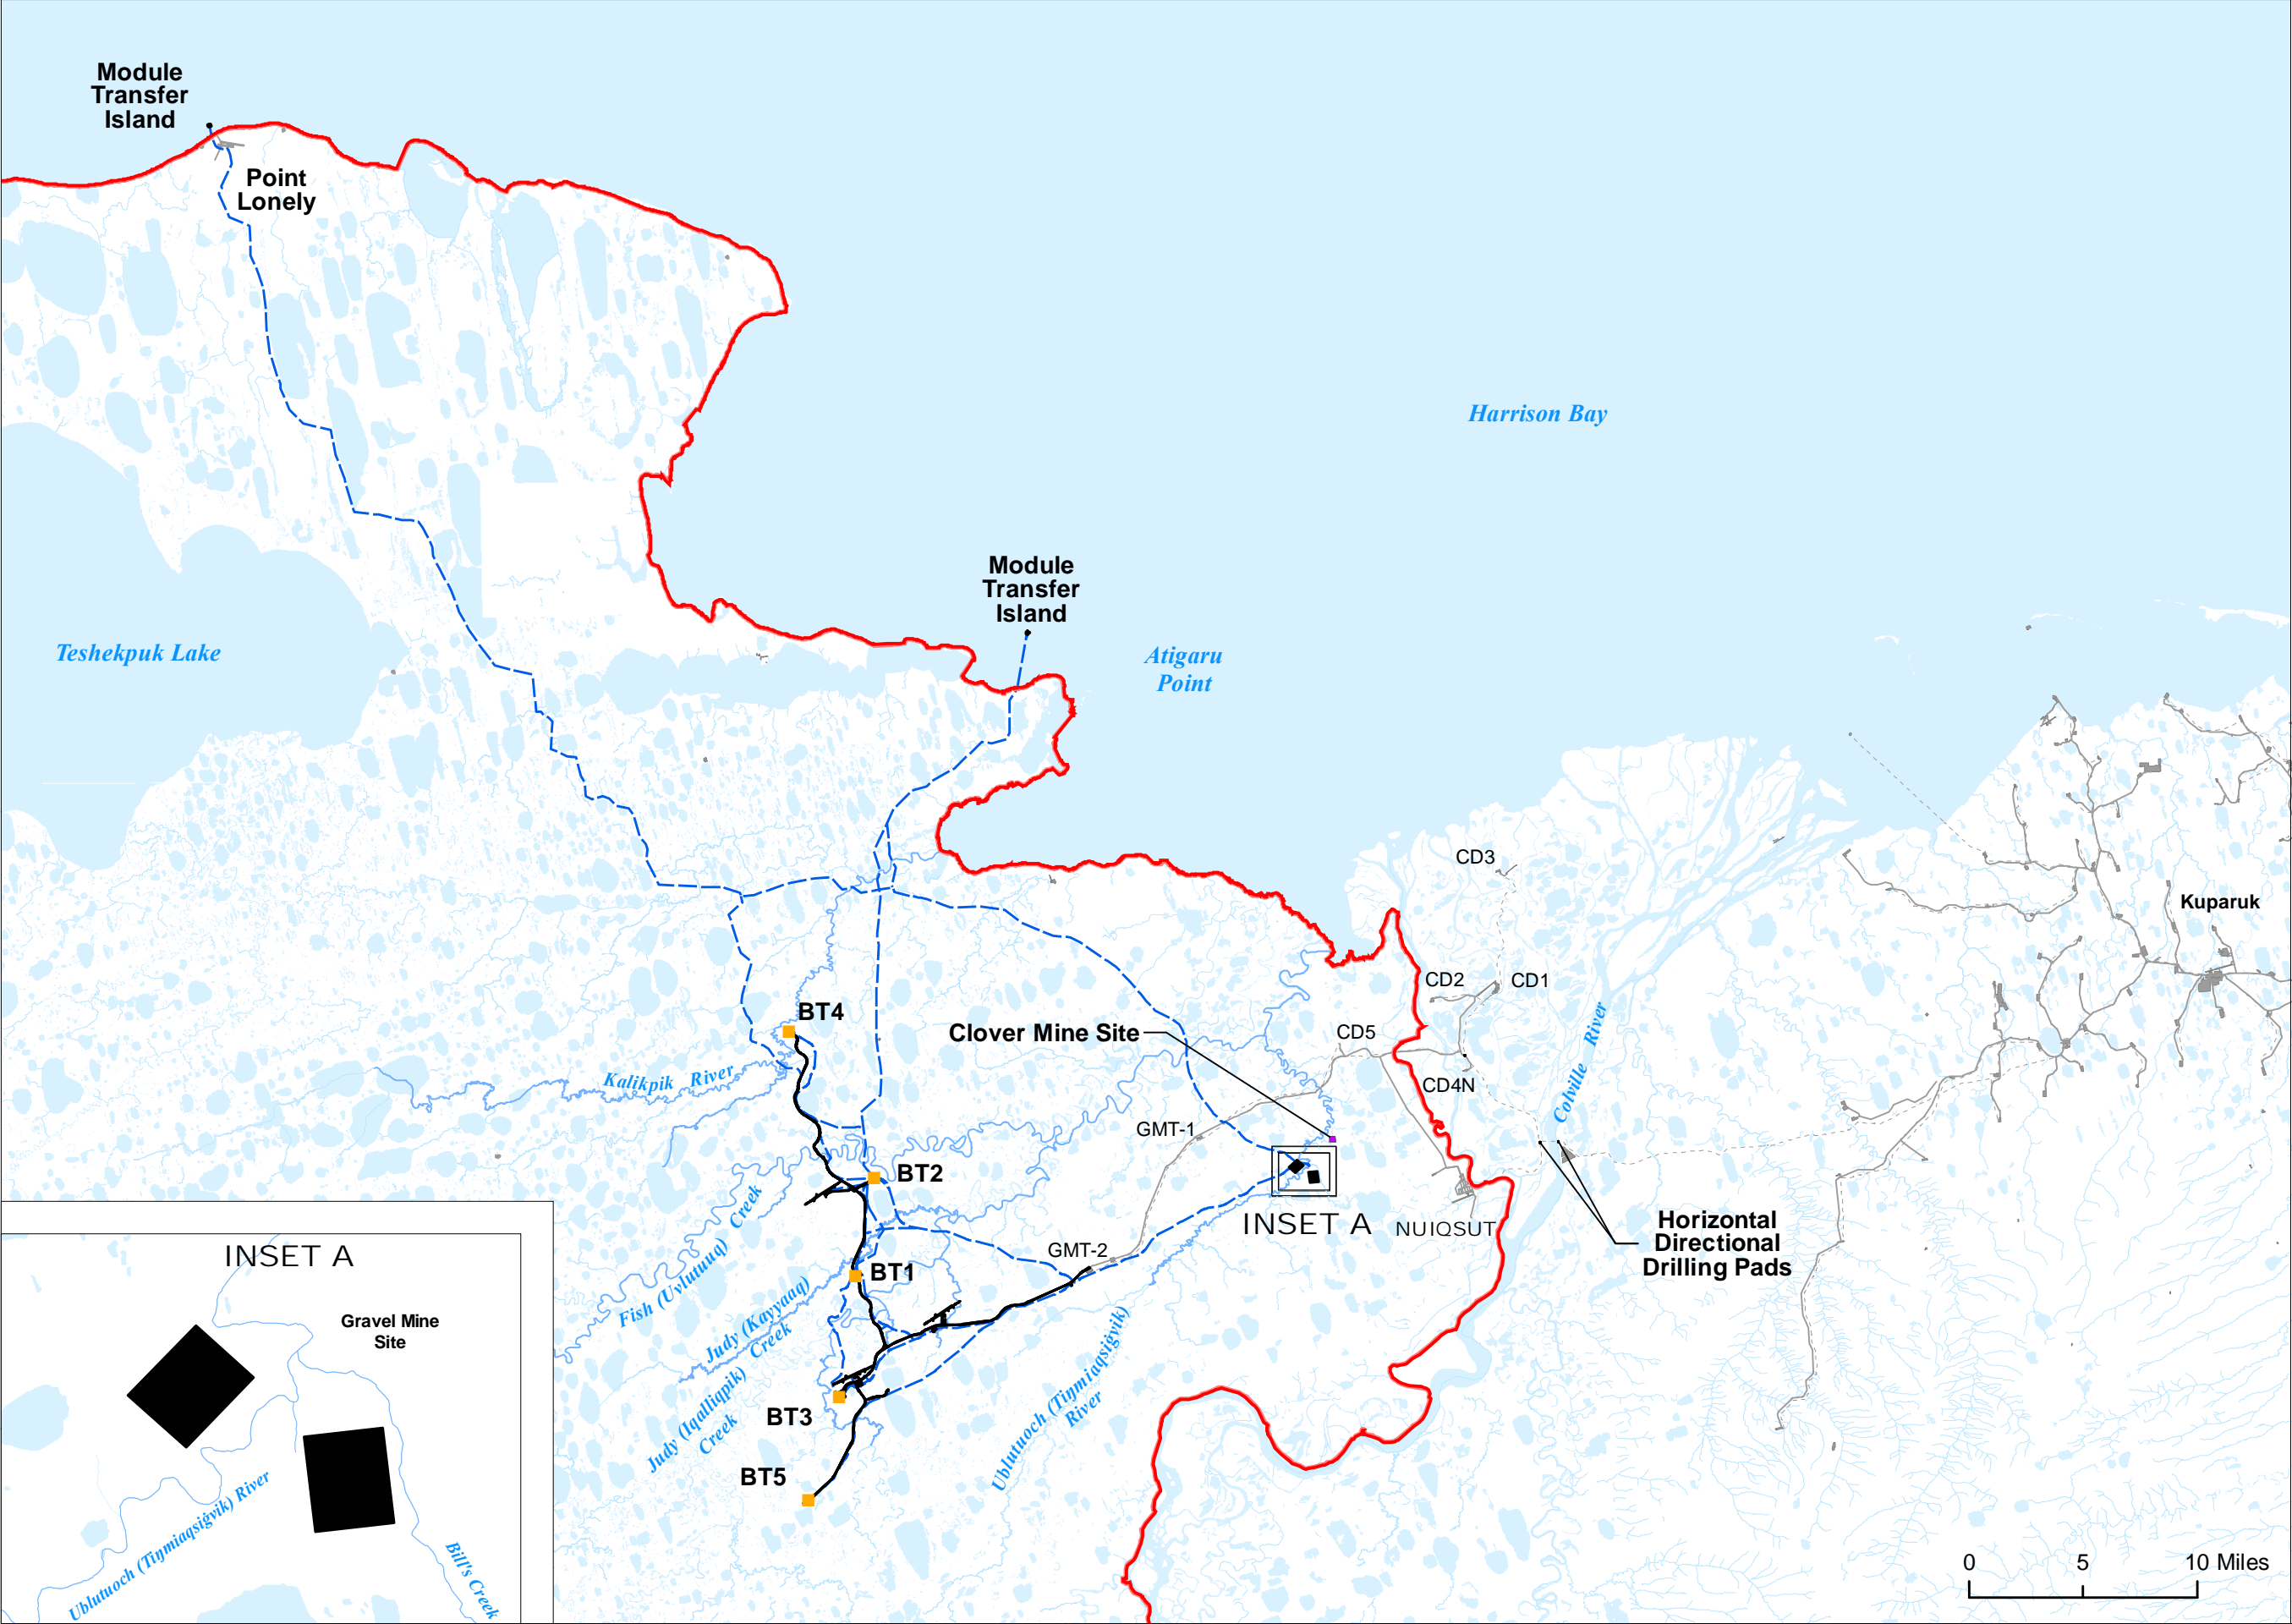 Module
Transfer
Island
Point
Lonely
Harrison Bay
Module
Transfer
Island
Teshekpuk Lake
Atigaru
Point
CD3
Kuparuk
CD2
CD1
BT4
Clover Mine Site
CD5
Colville River
Kalikpik River
CD4N
GMT-1
BT2
Fish (Uvlutuuq) Creek
INSET A
NUIQSUT
Horizontal
Directional
Drilling Pads
GMT-2
BT1
Judy (Kayyaaq)
Creek
Judy (Iqalliqpik)
Creek
BT3
Ublutuoch (Tiŋmiaqsiġvik)
River
BT5
INSET A
Gravel Mine
Site
Ublutuoch (Tiŋmiaqsiġvik) River
Bill's Creek
0 5 10 Miles